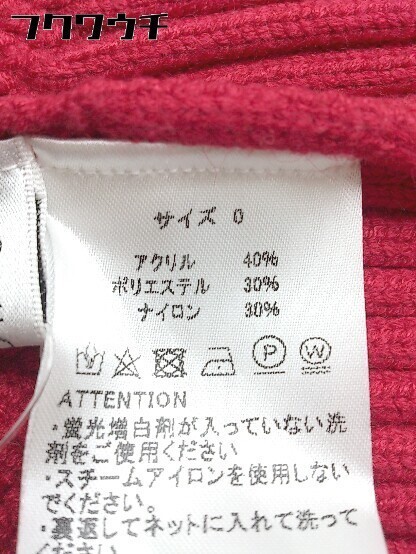 フクワウチ
サイズ 0
アクリル 40%
ポリエステル 30%
ナイロン 30%
P W
ATTENTION
・蛍光増白剤が入っていない洗
剤をご使用ください
・スチームアイロンを使用しない
でください。
・裏返してネットに入れて洗って